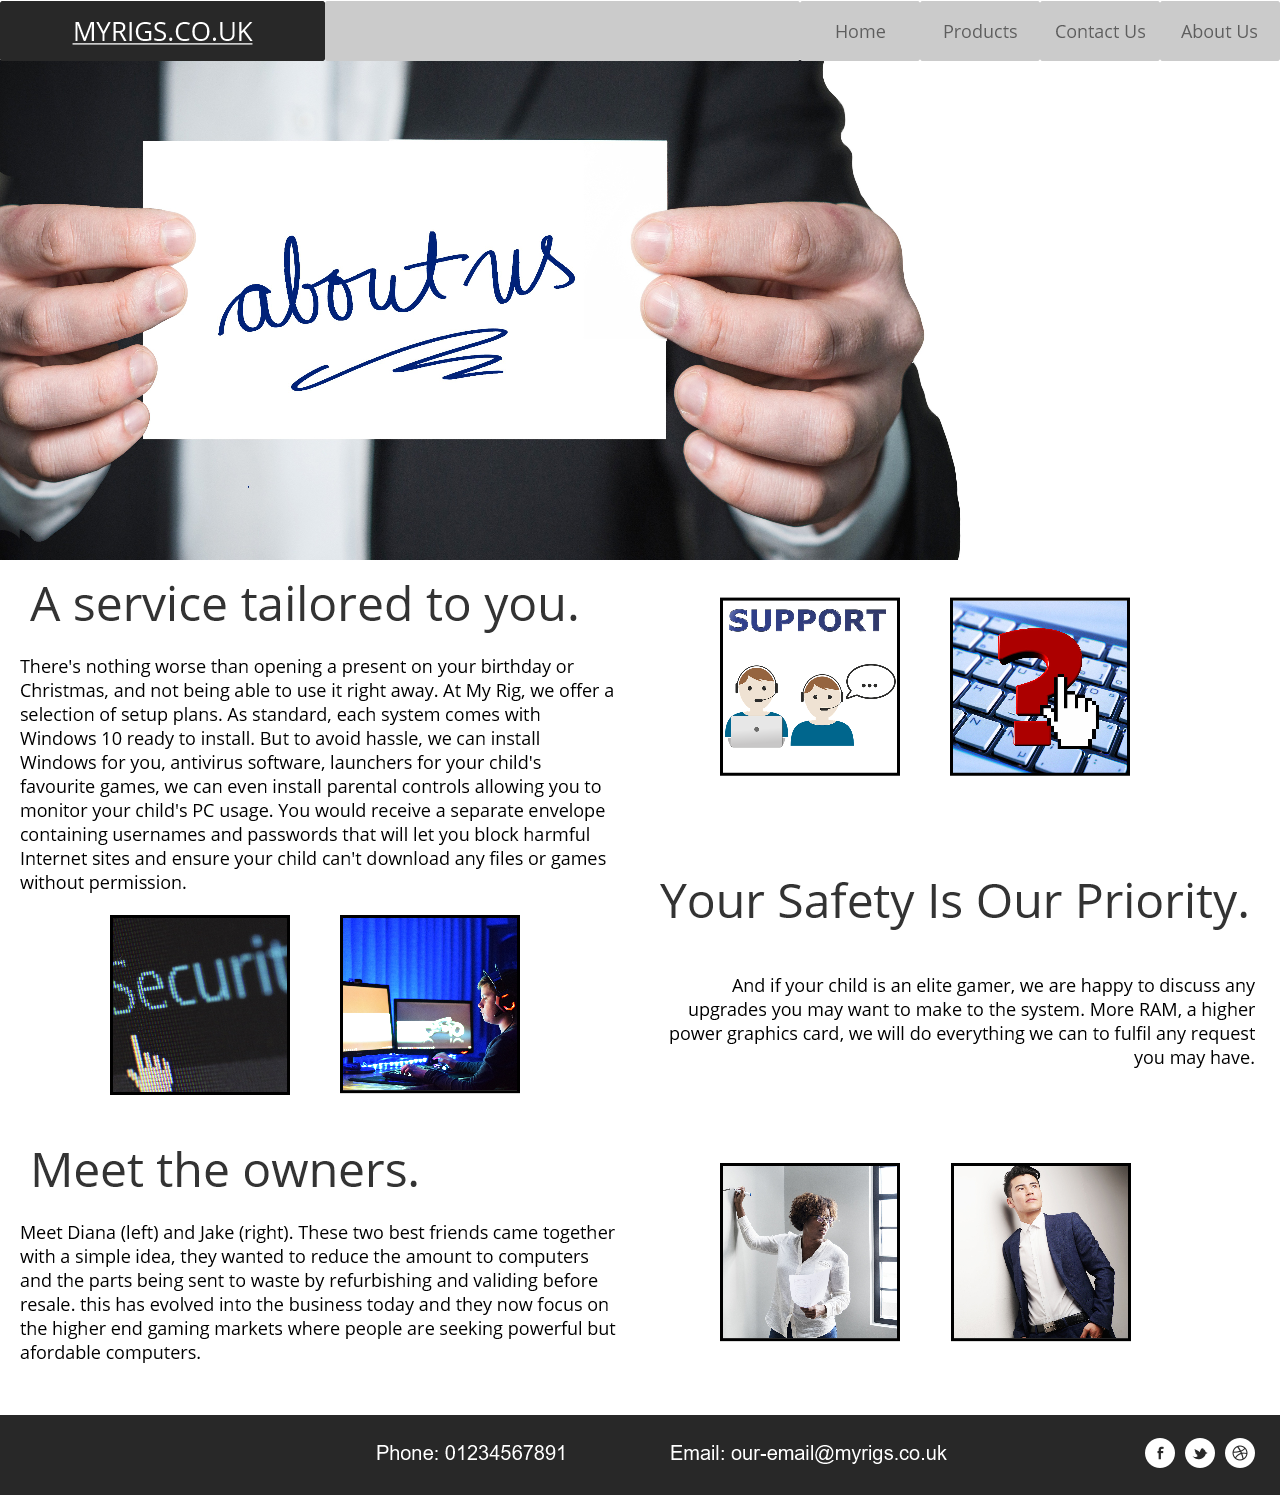 MYRIGS.CO.UK
Home
Products
Contact Us
About Us
about us
A service tailored to you.
SUPPORT
...
?
There's nothing worse than opening a present on your birthday or
Christmas, and not being able to use it right away. At My Rig, we offer a
selection of setup plans. As standard, each system comes with
Windows 10 ready to install. But to avoid hassle, we can install
Windows for you, antivirus software, launchers for your child's
favourite games, we can even install parental controls allowing you to
monitor your child's PC usage. You would receive a separate envelope
containing usernames and passwords that will let you block harmful
Internet sites and ensure your child can't download any files or games
without permission.
Your Safety Is Our Priority.
Securit
And if your child is an elite gamer, we are happy to discuss any
upgrades you may want to make to the system. More RAM, a higher
power graphics card, we will do everything we can to fulfil any request
you may have.
Meet the owners.
Meet Diana (left) and Jake (right). These two best friends came together
with a simple idea, they wanted to reduce the amount to computers
and the parts being sent to waste by refurbishing and validing before
resale. this has evolved into the business today and they now focus on
the higher end gaming markets where people are seeking powerful but
afordable computers.
Phone: 01234567891
Email: our-email@myrigs.co.uk